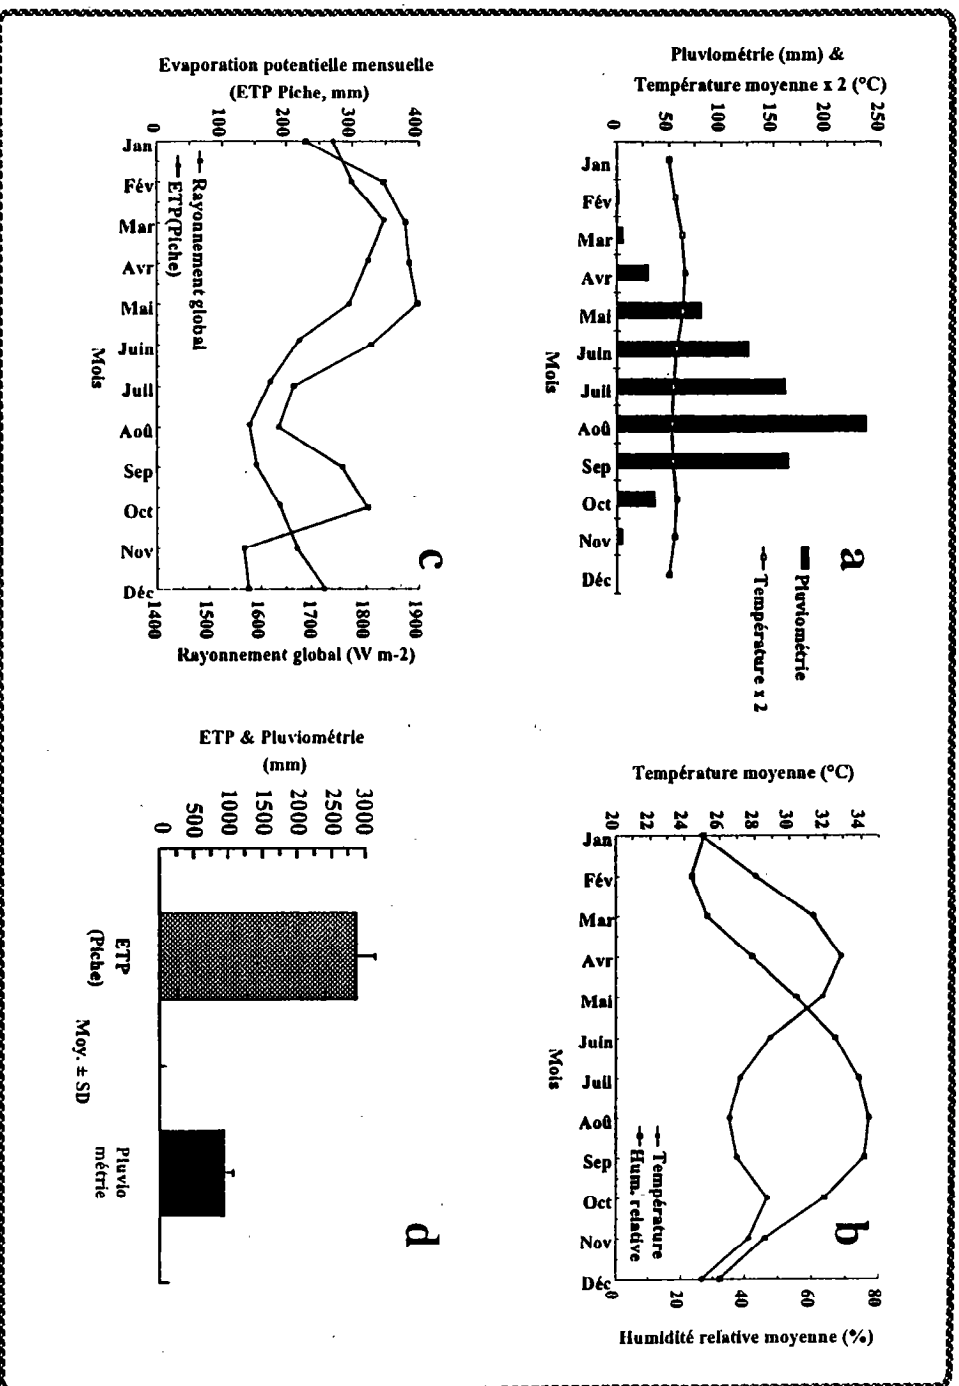 Pluviométrie (mm) &
Température moyenne x 2 (°C)
0
50
100
150
200
250
Jan
Fév
Mar
Avr
Mai
Juin
Juil
Aoû
Sep
Oct
Nov
Déc
Mois
a
Pluviométrie
Température x 2
Température moyenne (°C)
20
22
24
26
28
30
32
34
Jan
Fév
Mar
Avr
Mai
Juin
Juil
Aoû
Sep
Oct
Nov
Déc
Mois
b
Température
Hum. relative
0
20
40
60
80
Humidité relative moyenne (%)
Evaporation potentielle mensuelle
(ETP Piche, mm)
0
100
200
300
400
Jan
Fév
Mar
Avr
Mai
Juin
Juil
Aoû
Sep
Oct
Nov
Déc
Mois
c
Rayonnement global
ETP(Piche)
1400
1500
1600
1700
1800
1900
Rayonnement global (W m-2)
ETP & Pluviométrie
(mm)
0
500
1000
1500
2000
2500
3000
ETP
(Piche)
Moy. ± SD
Pluvio
métrie
d